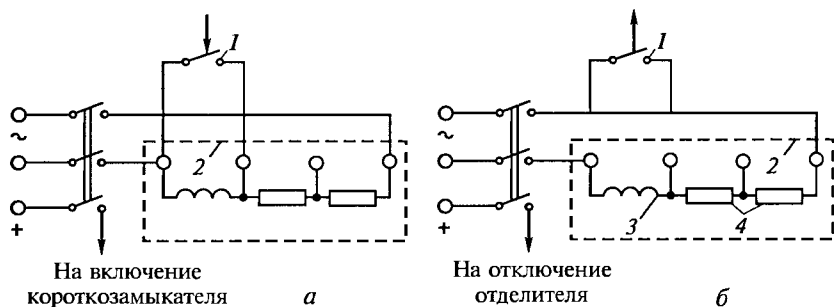 1
1
~
2
+
~
2
+
3
4
На включение
короткозамыкателя
а
На отключение
отделителя
б